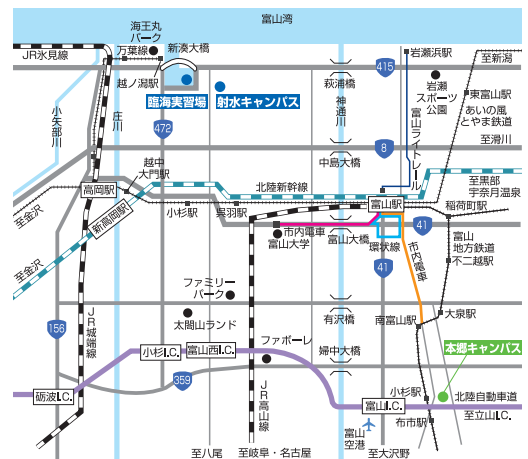 富山湾
海王丸
パーク
万葉線
新湊大橋
岩瀬浜駅
JR氷見線
至新潟
415
越ノ潟駅
萩浦橋
岩瀬
スポーツ
公園
東富山駅
臨海実習場
射水キャンパス
あいの風
とやま鉄道
小矢部川
庄川
神通川
富山ライトレール
472
8
至滑川
中島大橋
越中
大門駅
至黒部
宇奈月温泉
高岡駅
北陸新幹線
富山駅
稲荷町駅
小杉駅
呉羽駅
至金沢
新高岡駅
市内電車
富山大学
富山大橋
環状線
41
41
富山
地方鉄道
不二越駅
市内電車
至金沢
41
ファミリー
パーク
156
JR城端線
太閤山ランド
有沢橋
南富山駅
大泉駅
小杉I.C.
富山西I.C.
ファボーレ
婦中大橋
本郷キャンパス
359
砺波I.C.
JR高山線
富山I.C.
小杉駅
北陸自動車道
布市駅
至立山I.C.
富山
空港
至八尾
至岐阜・名古屋
至大沢野